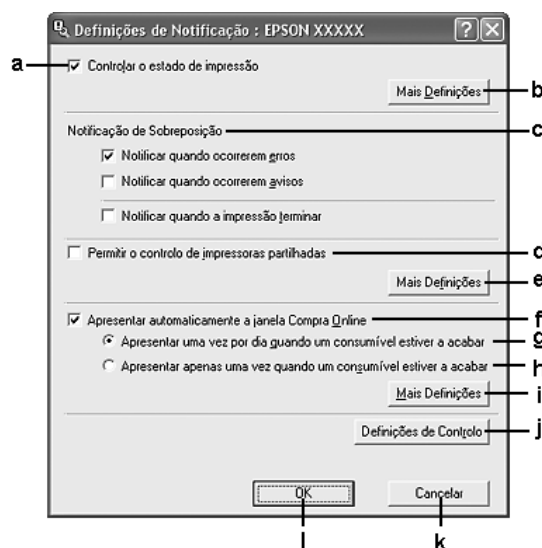 Definições de Notificação : EPSON XXXXX
a
Controlar o estado de impressão
Mais Definições
b
Notificação de Sobreposição
c
Notificar quando ocorrerem erros
Notificar quando ocorrerem avisos
Notificar quando a impressão terminar
Permitir o controlo de impressoras partilhadas
d
Mais Definições
e
Apresentar automaticamente a janela Compra Online
f
Apresentar uma vez por dia quando um consumível estiver a acabar
g
Apresentar apenas uma vez quando um consumível estiver a acabar
h
Mais Definições
i
Definições de Controlo
j
OK
Cancelar
l
k